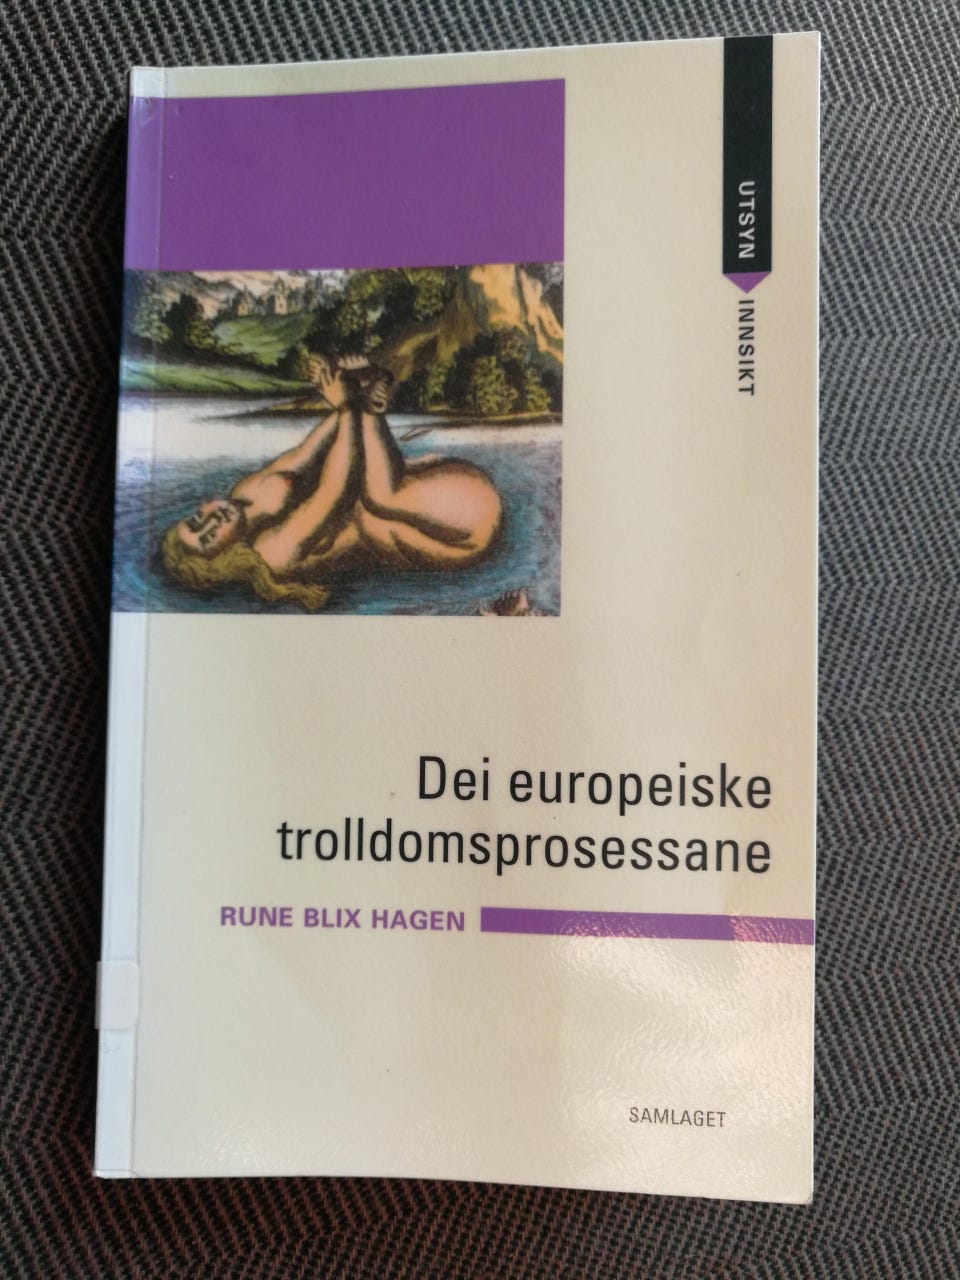 UTSYN
INNSIKT
Dei europeiske
trolldomsprosessane
RUNE BLIX HAGEN
SAMLAGET